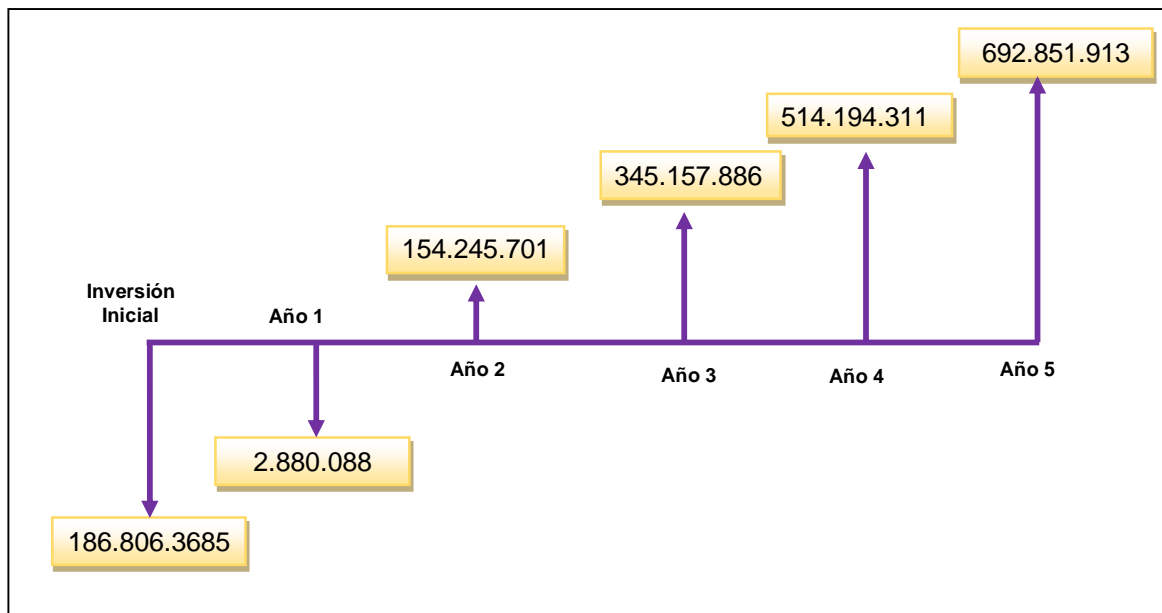 692.851.913
514.194.311
345.157.886
154.245.701
Inversión
Inicial
Año 1
Año 2
Año 3
Año 4
Año 5
2.880.088
186.806.3685